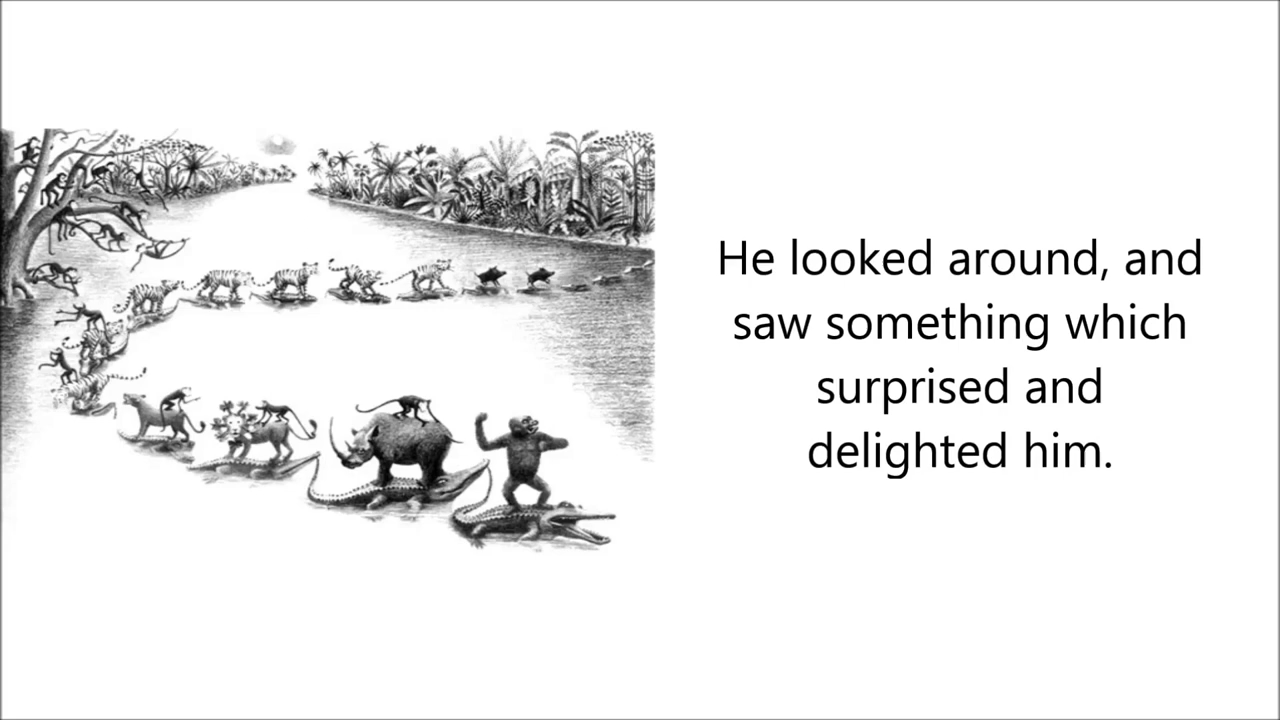 He looked around, and
saw something which
surprised and
delighted him.